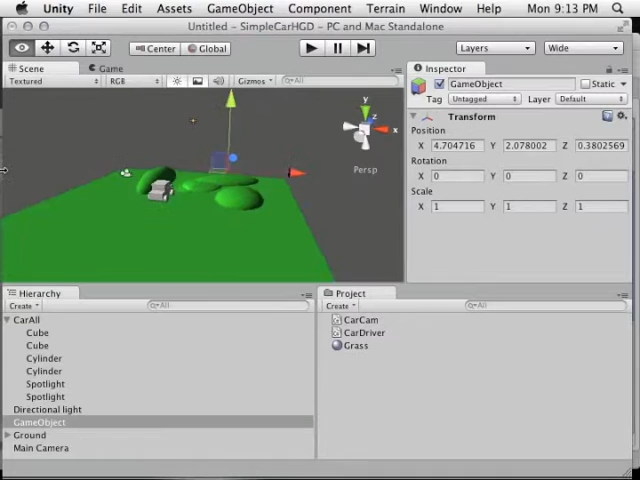 Unity File Edit Assets GameObject Component Terrain Window Help Mon 9:13 PM
Untitled - SimpleCarHGD - PC and Mac Standalone
Center Global Layers Wide
Scene Game Inspector
Textured RGB Gizmos All
GameObject Static
Tag Untagged Layer Default
Transform
Position
X 4.704716 Y 2.078002 Z 0.3802569
Rotation
X 0 Y 0 Z 0
Scale
X 1 Y 1 Z 1
y
z
x
Persp
Hierarchy
Create All
CarAll
Cube
Cube
Cylinder
Cylinder
Spotlight
Spotlight
Directional light
GameObject
Ground
Main Camera
Project
Create All
CarCam
CarDriver
Grass